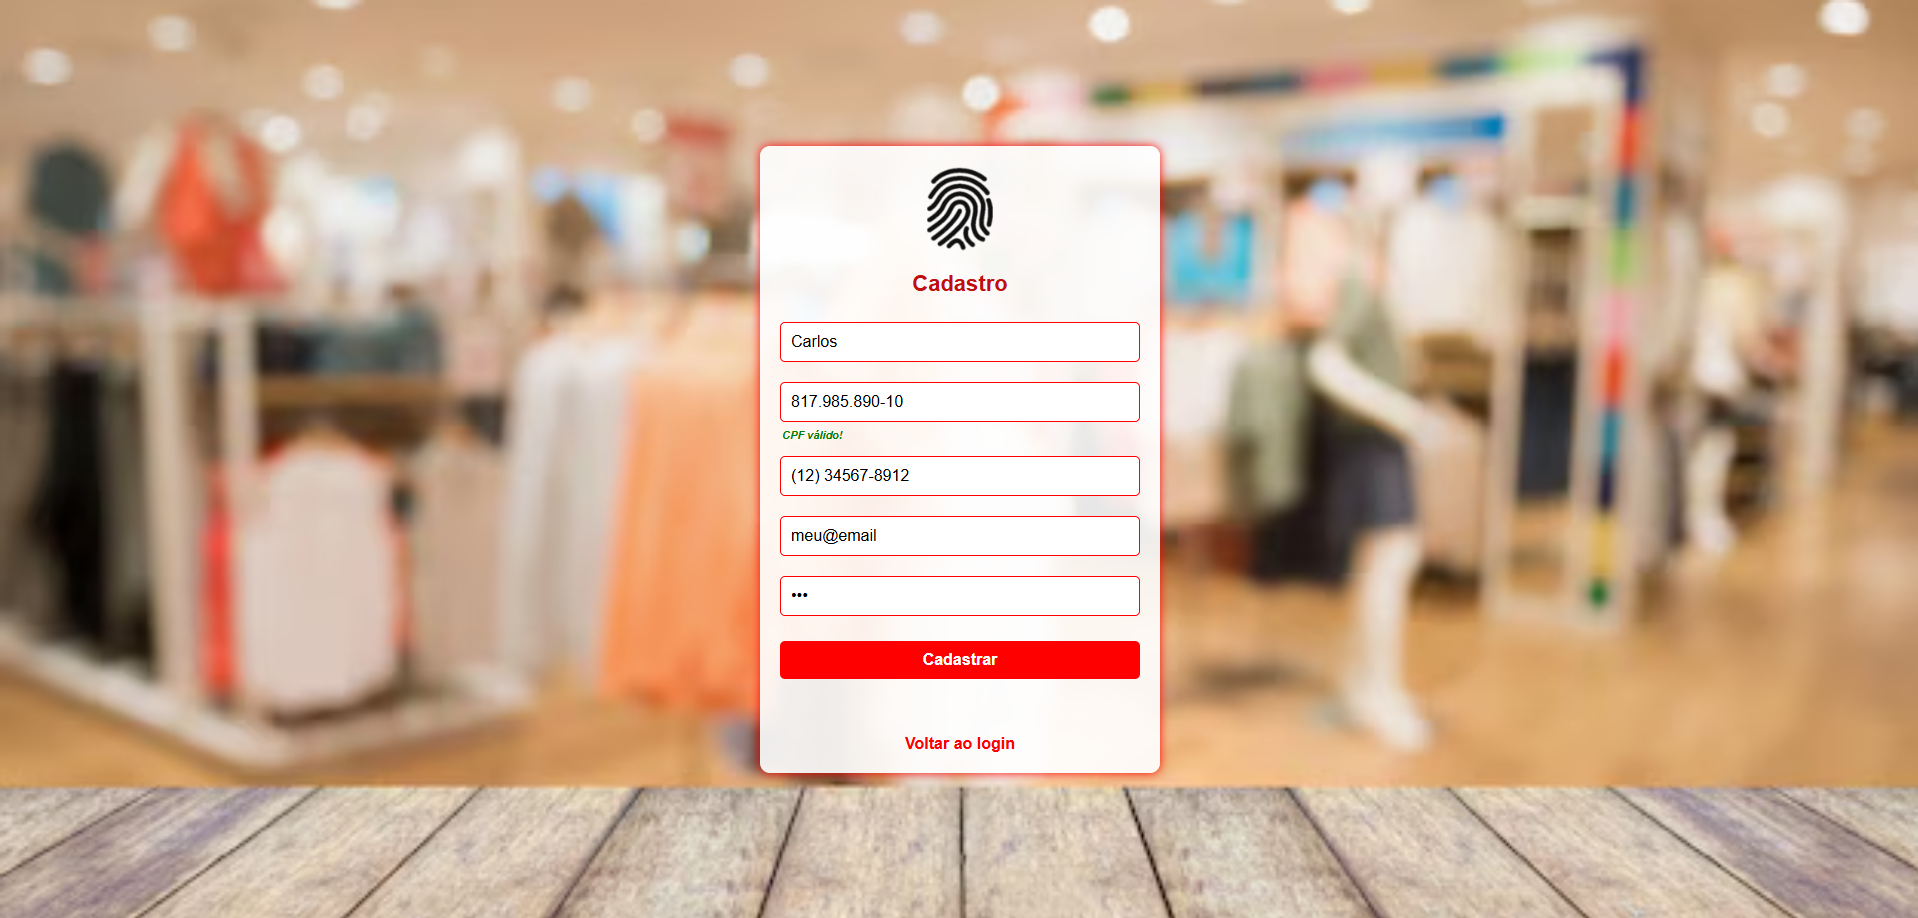 Cadastro
Carlos
817.985.890-10
CPF válido!
(12) 34567-8912
meu@email
•••
Cadastrar
Voltar ao login